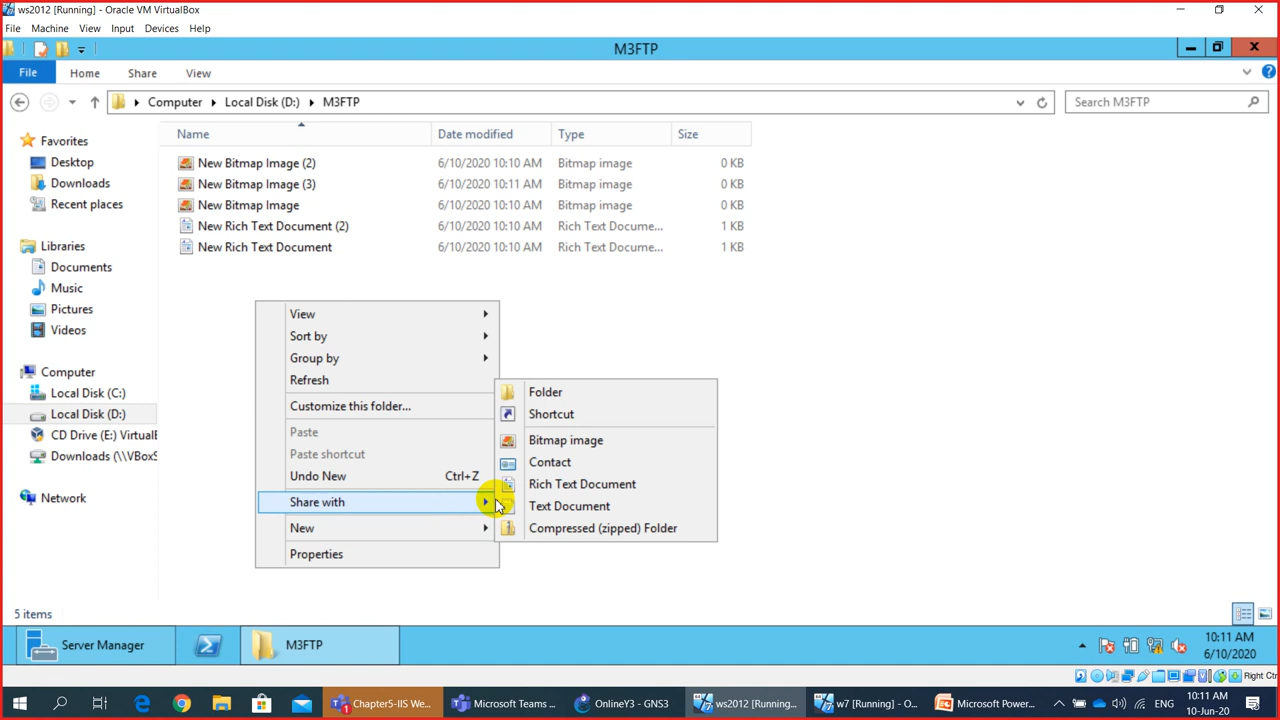 ws2012 [Running] - Oracle VM VirtualBox
File Machine View Input Devices Help
M3FTP
File Home Share View
Computer Local Disk (D:) M3FTP
Search M3FTP
Name Date modified Type Size
Favorites
Desktop
Downloads
Recent places
Libraries
Documents
Music
Pictures
Videos
Computer
Local Disk (C:)
Local Disk (D:)
CD Drive (E:) Virtual
Downloads (\\VBoxS
Network
New Bitmap Image (2) 6/10/2020 10:10 AM Bitmap image 0 KB
New Bitmap Image (3) 6/10/2020 10:11 AM Bitmap image 0 KB
New Bitmap Image 6/10/2020 10:10 AM Bitmap image 0 KB
New Rich Text Document (2) 6/10/2020 10:10 AM Rich Text Docume... 1 KB
New Rich Text Document 6/10/2020 10:10 AM Rich Text Docume... 1 KB
View
Sort by
Group by
Refresh
Customize this folder...
Paste
Paste shortcut
Undo New Ctrl+Z
Share with
New
Properties
Folder
Shortcut
Bitmap image
Contact
Rich Text Document
Text Document
Compressed (zipped) Folder
5 items
Server Manager
M3FTP
10:11 AM
6/10/2020
Right Ctr
Chapter5-IIS We...
Microsoft Teams ...
OnlineY3 - GNS3
ws2012 [Running...
w7 [Running] - O...
Microsoft Power...
ENG
10:11 AM
10-Jun-20